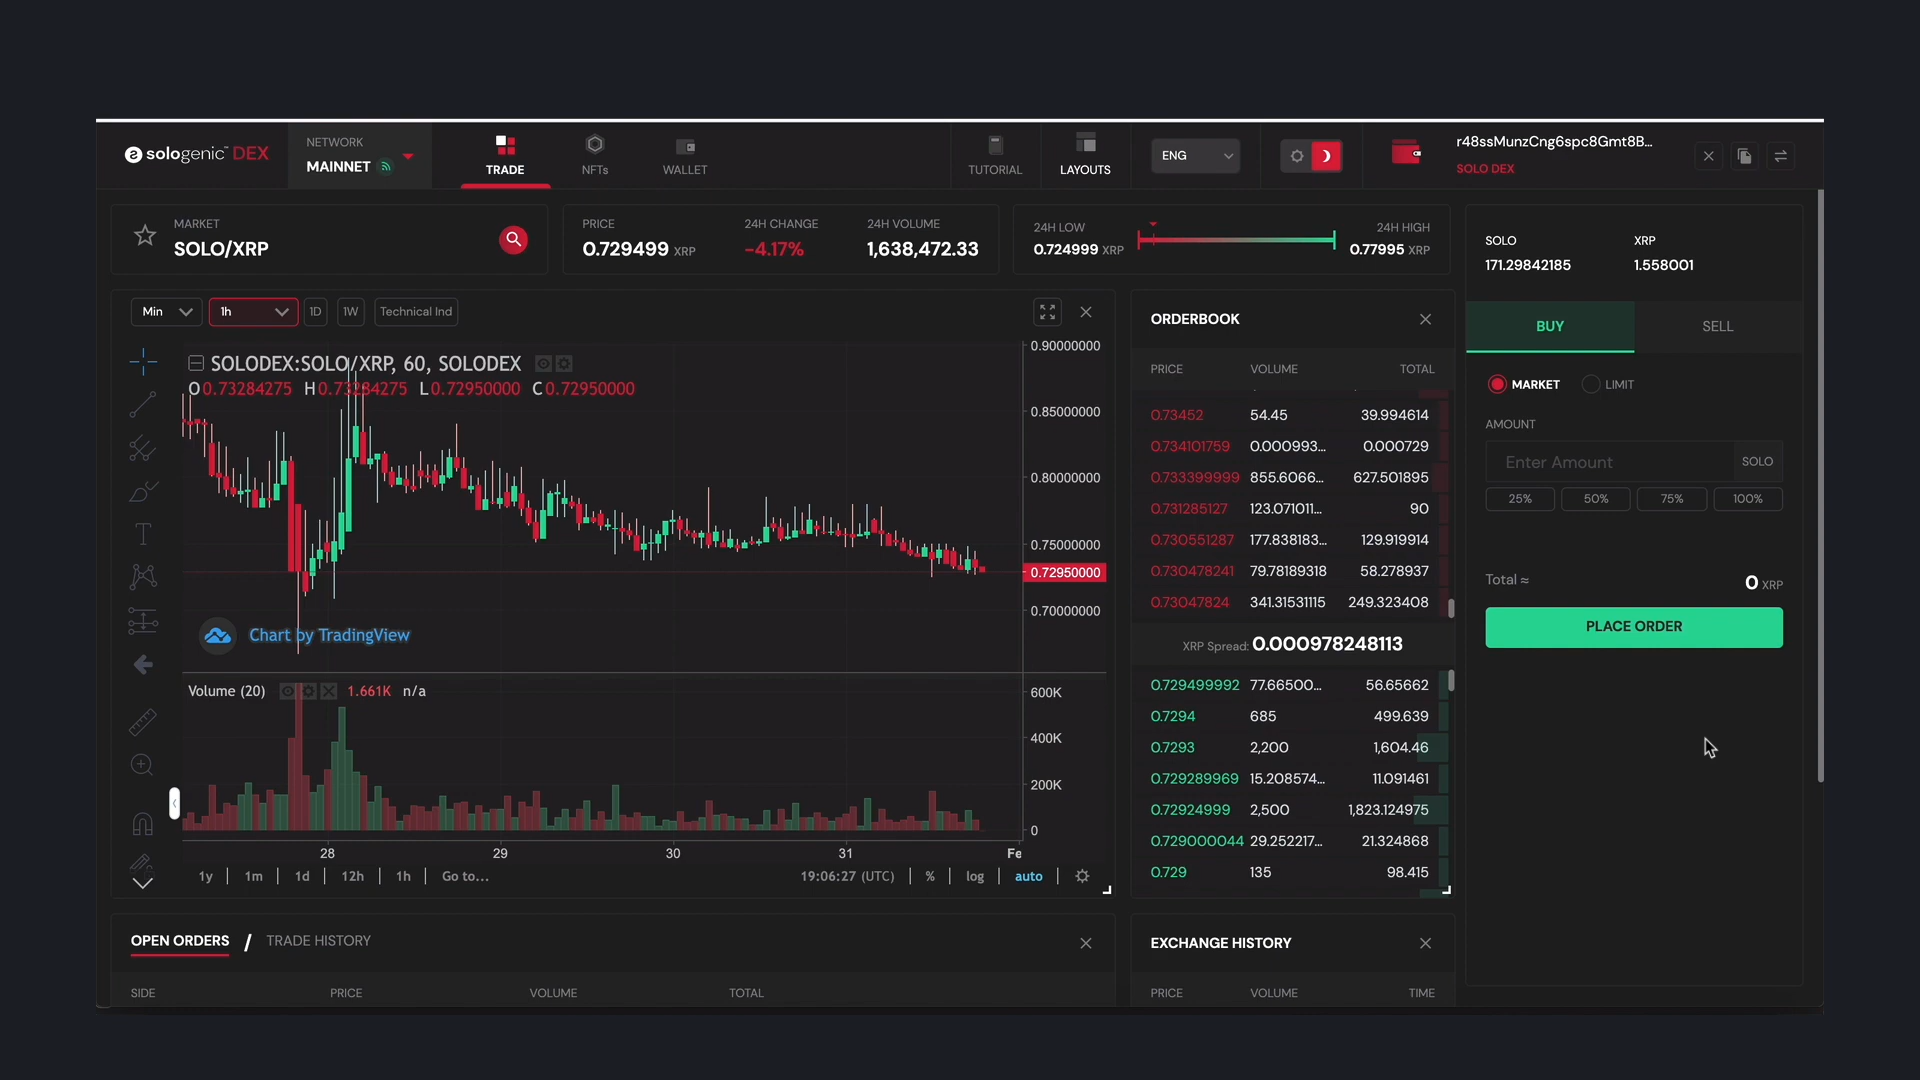 sologenic™ DEX
NETWORK
MAINNET
TRADE
NFTs
WALLET
TUTORIAL
LAYOUTS
ENG
r48ssMunzCng6spc8Gmt8B...
SOLO DEX
MARKET
SOLO/XRP
PRICE
0.729499 XRP
24H CHANGE
-4.17%
24H VOLUME
1,638,472.33
24H LOW
0.724999 XRP
24H HIGH
0.77995 XRP
SOLO
171.29842185
XRP
1.558001
Min
1h
1D
1W
Technical Ind
SOLODEX:SOLO/XRP, 60, SOLODEX
O0.73284275 H0.73284275 L0.72950000 C0.72950000
0.90000000
0.85000000
0.80000000
0.75000000
0.72950000
0.70000000
Chart by TradingView
Volume (20) 1.661K n/a
600K
400K
200K
0
28 29 30 31 Fe
1y 1m 1d 12h 1h Go to...
19:06:27 (UTC) % log auto
ORDERBOOK
PRICE VOLUME TOTAL
0.73452 54.45 39.994614
0.734101759 0.000993... 0.000729
0.733399999 855.6066... 627.501895
0.731285127 123.071011... 90
0.730551287 177.838183... 129.919914
0.730478241 79.78189318 58.278937
0.73047824 341.31531115 249.323408
XRP Spread: 0.000978248113
0.729499992 77.66500... 56.65662
0.7294 685 499.639
0.7293 2,200 1,604.46
0.729289969 15.208574... 11.091461
0.72924999 2,500 1,823.124975
0.729000044 29.252217... 21.324868
0.729 135 98.415
BUY
SELL
MARKET
LIMIT
AMOUNT
Enter Amount
SOLO
25% 50% 75% 100%
Total ≈
0 XRP
PLACE ORDER
OPEN ORDERS / TRADE HISTORY
SIDE PRICE VOLUME TOTAL
EXCHANGE HISTORY
PRICE VOLUME TIME